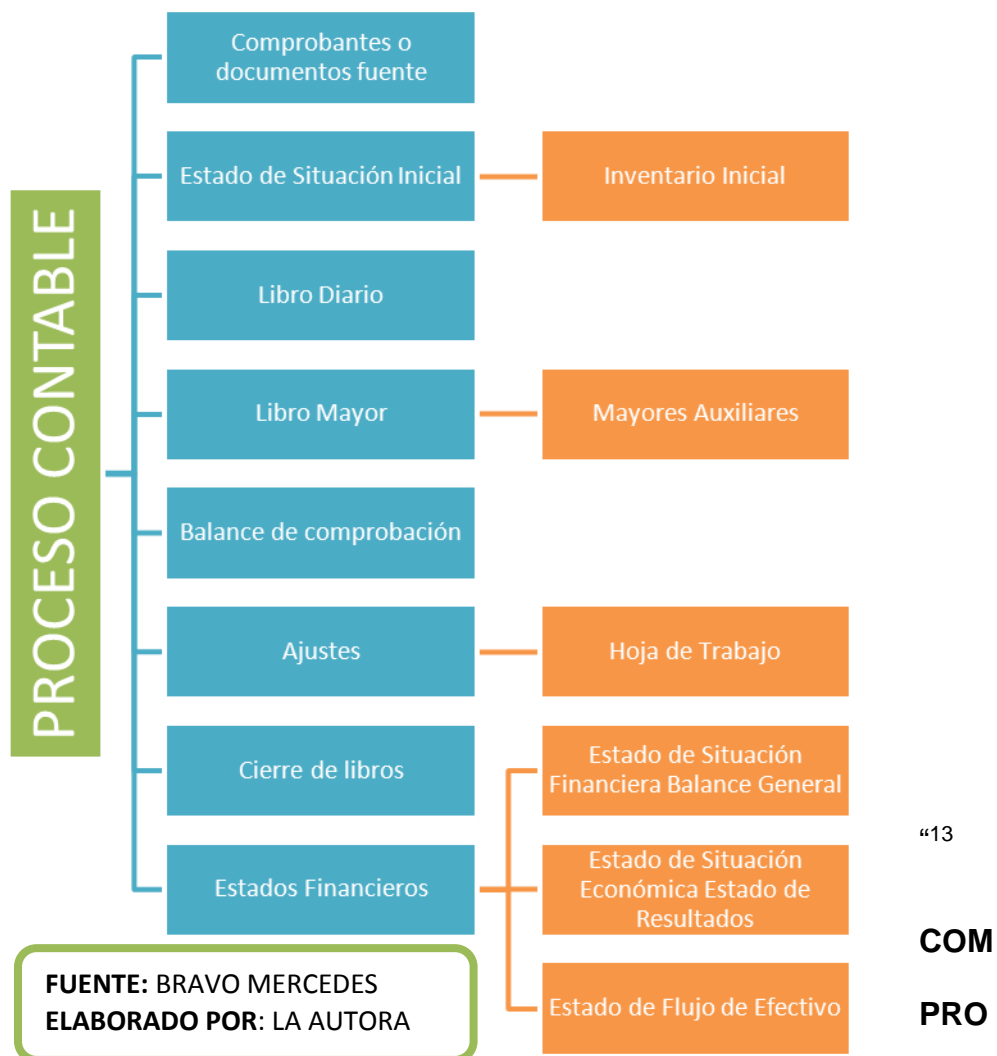 PROCESO CONTABLE
Comprobantes o
documentos fuente
Estado de Situación Inicial
Inventario Inicial
Libro Diario
Libro Mayor
Mayores Auxiliares
Balance de comprobación
Ajustes
Hoja de Trabajo
Cierre de libros
Estados Financieros
Estado de Situación
Financiera Balance General
Estado de Situación
Económica Estado de
Resultados
Estado de Flujo de Efectivo
FUENTE: BRAVO MERCEDES
ELABORADO POR: LA AUTORA
“13
COM
PRO